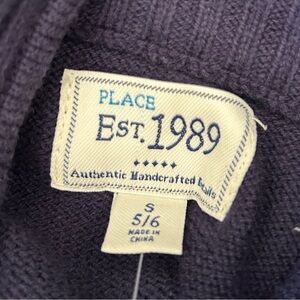 PLACE
EST. 1989
Authentic Handcrafted
S
5/6
MADE IN
CHINA